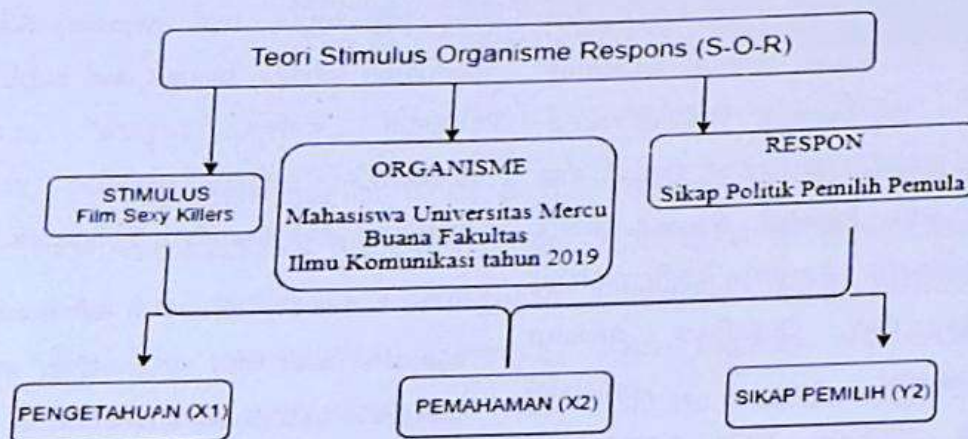 Teori Stimulus Organisme Respons (S-O-R)
STIMULUS
Film Sexy Killers
ORGANISME
Mahasiswa Universitas Mercu
Buana Fakultas
Ilmu Komunikasi tahun 2019
RESPON
Sikap Politik Pemilih Pemula
PENGETAHUAN (X1)
PEMAHAMAN (X2)
SIKAP PEMILIH (Y2)